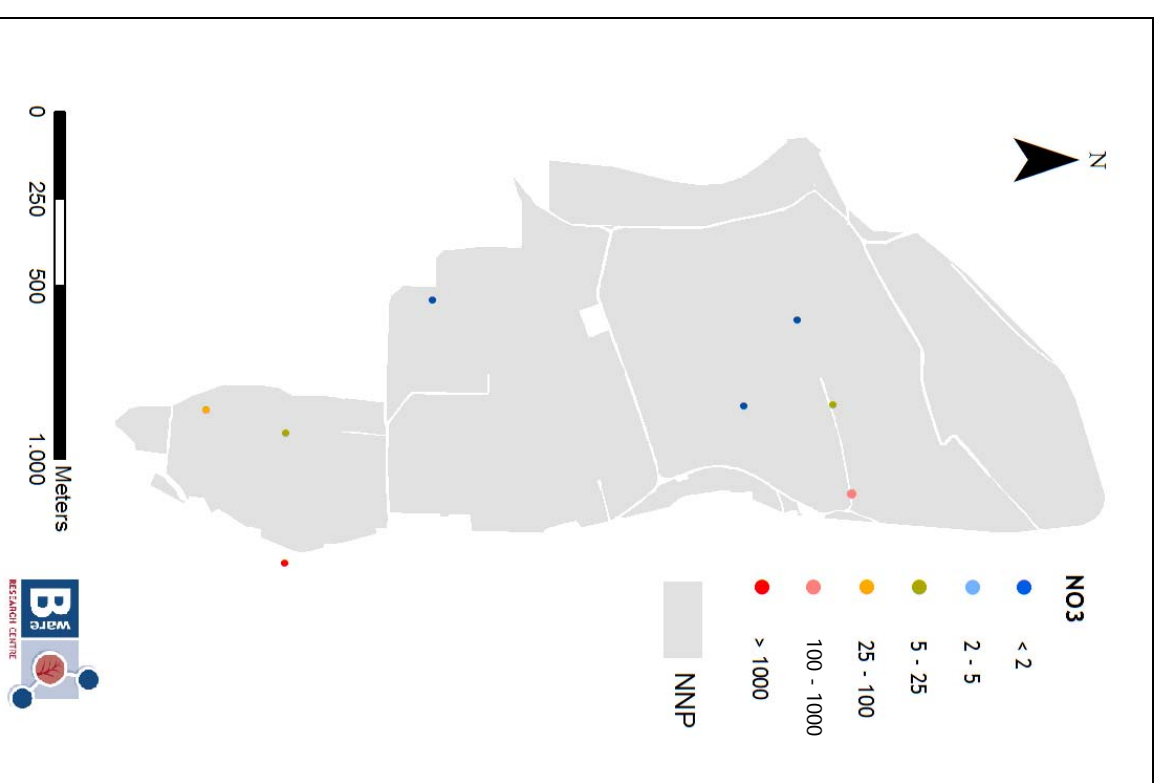 N
NO3
< 2
2 - 5
5 - 25
25 - 100
100 - 1000
> 1000
NNP
0 250 500 1.000
Meters
B
ware
RESEARCH CENTRE